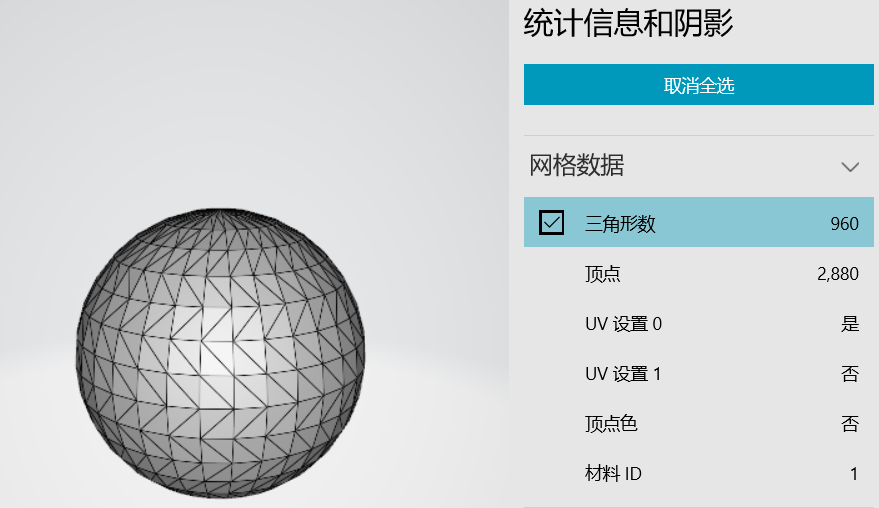 统计信息和阴影
取消全选
网格数据
三角形数 960
顶点 2,880
UV 设置 0 是
UV 设置 1 否
顶点色 否
材料 ID 1